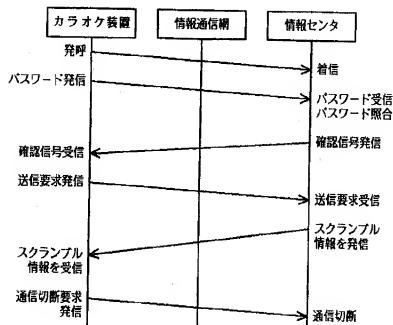 カラオケ装置
情報通信網
情報センタ
発呼
着信
パスワード発信
パスワード受信
パスワード照合
確認信号発信
確認信号受信
送信要求発信
送信要求受信
スクランブル
情報を発信
スクランブル
情報を受信
通信切断要求
発信
通信切断